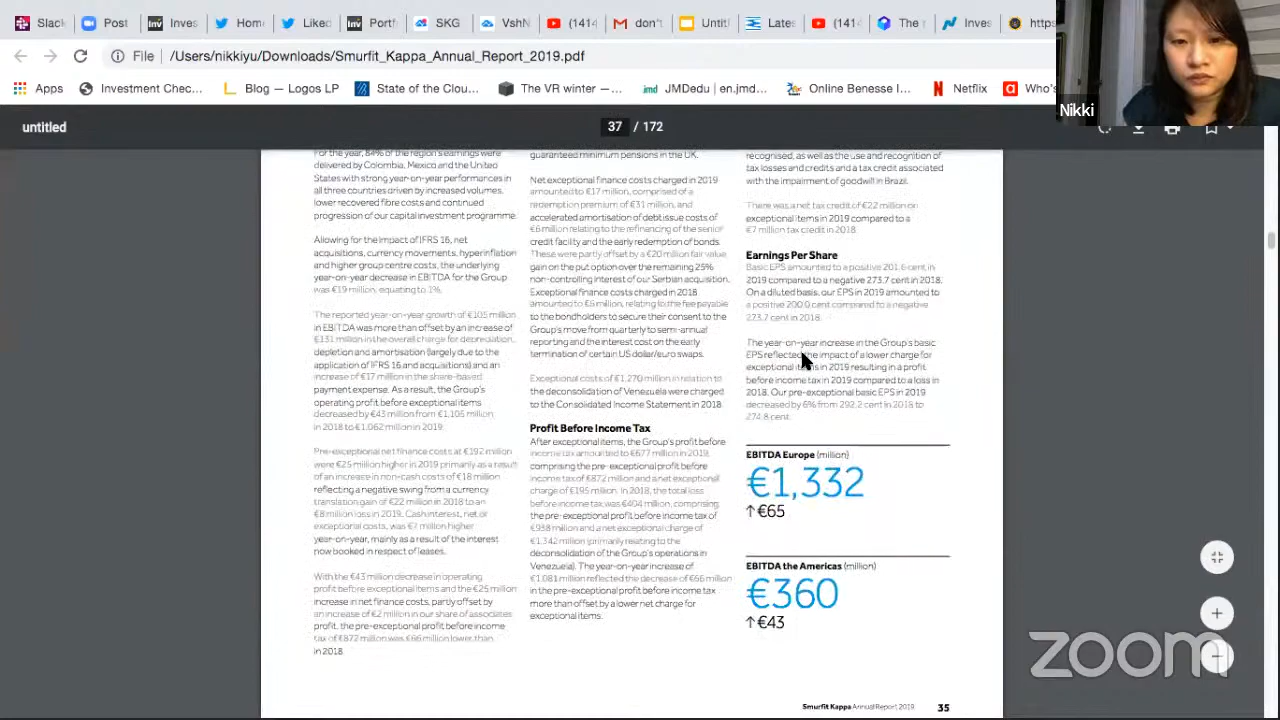 Slack
Post
Inves
Home
Liked
Portf
SKG
VshN
(1414
don't
Untitl
Lates
(1414
The r
Inves
https
File
/Users/nikkiyu/Downloads/Smurfit_Kappa_Annual_Report_2019.pdf
Apps
Investment Chec...
Blog — Logos LP
State of the Clou...
The VR winter — ...
JMDedu | en.jmd...
Online Benesse I...
Netflix
Who's
Nikki
untitled
37 / 172
For the year, 84% of the region's earnings were
delivered by Colombia, Mexico and the United
States with strong year-on-year performances in
all three countries driven by increased volumes,
lower recovered fibre costs and continued
progression of our capital investment programme.
Allowing for the impact of IFRS 16, net
acquisitions, currency movements, hyperinflation
and higher group centre costs, the underlying
year-on-year decrease in EBITDA for the Group
was €19 million, equating to 1%.
The reported year-on-year growth of €105 million
in EBITDA was more than offset by an increase of
€131 million in the overall charge for depreciation,
depletion and amortisation (largely due to the
application of IFRS 16 and acquisitions) and an
increase of €17 million in the share-based
payment expense. As a result, the Group's
operating profit before exceptional items
decreased by €43 million from €1,105 million
in 2018 to €1,062 million in 2019.
Pre-exceptional net finance costs at €192 million
were €25 million higher in 2019 primarily as a result
of an increase in non-cash costs of €18 million
reflecting a negative swing from a currency
translation gain of €22 million in 2018 to an
€8 million loss in 2019. Cash interest, net of
exceptional costs, was €7 million higher
year-on-year, mainly as a result of the interest
now booked in respect of leases.
With the €43 million decrease in operating
profit before exceptional items and the €25 million
increase in net finance costs, partly offset by
an increase of €2 million in our share of associates'
profit, the pre-exceptional profit before income
tax of €872 million was €66 million lower than
in 2018.
guaranteed minimum pensions in the UK.
Net exceptional finance costs charged in 2019
amounted to €17 million, comprised of a
redemption premium of €31 million, and
accelerated amortisation of debt issue costs of
€6 million relating to the refinancing of the senior
credit facility and the early redemption of bonds.
These were partly offset by a €20 million fair value
gain on the put option over the remaining 25%
non-controlling interest of our Serbian acquisition.
Exceptional finance costs charged in 2018
amounted to €6 million, relating to the fee payable
to the bondholders to secure their consent to the
Group's move from quarterly to semi-annual
reporting and the interest cost on the early
termination of certain US dollar/euro swaps.
Exceptional costs of €1,270 million in relation to
the deconsolidation of Venezuela were charged
to the Consolidated Income Statement in 2018.
Profit Before Income Tax
After exceptional items, the Group's profit before
income tax amounted to €677 million in 2019,
comprising the pre-exceptional profit before
income tax of €872 million and a net exceptional
charge of €195 million. In 2018, the total loss
before income tax was €404 million, comprising
the pre-exceptional profit before income tax of
€938 million and a net exceptional charge of
€1,342 million (primarily relating to the
deconsolidation of the Group's operations in
Venezuela). The year-on-year increase of
€1,081 million reflected the decrease of €66 million
in the pre-exceptional profit before income tax
more than offset by a lower net charge for
exceptional items.
recognised, as well as the use and recognition of
tax losses and credits and a tax credit associated
with the impairment of goodwill in Brazil.
There was a net tax credit of €22 million on
exceptional items in 2019 compared to a
€7 million tax credit in 2018.
Earnings Per Share
Basic EPS amounted to a positive 201.6 cent in
2019 compared to a negative 273.7 cent in 2018.
On a diluted basis, our EPS in 2019 amounted to
a positive 200.0 cent compared to a negative
273.7 cent in 2018.
The year-on-year increase in the Group's basic
EPS reflected the impact of a lower charge for
exceptional items in 2019 resulting in a profit
before income tax in 2019 compared to a loss in
2018. Our pre-exceptional basic EPS in 2019
decreased by 6% from 292.2 cent in 2018 to
274.8 cent.
EBITDA Europe (million)
€1,332
↑€65
EBITDA the Americas (million)
€360
↑€43
Smurfit Kappa Annual Report 2019 35
zoom